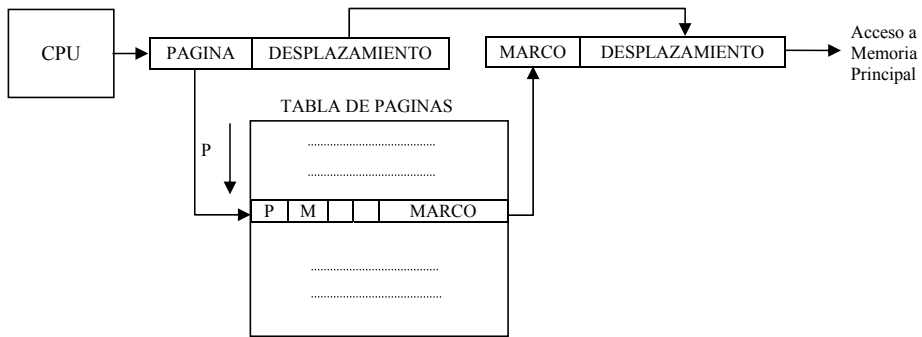 CPU
PAGINA DESPLAZAMIENTO
MARCO DESPLAZAMIENTO
Acceso a
Memoria
Principal
TABLA DE PAGINAS
P
P M MARCO